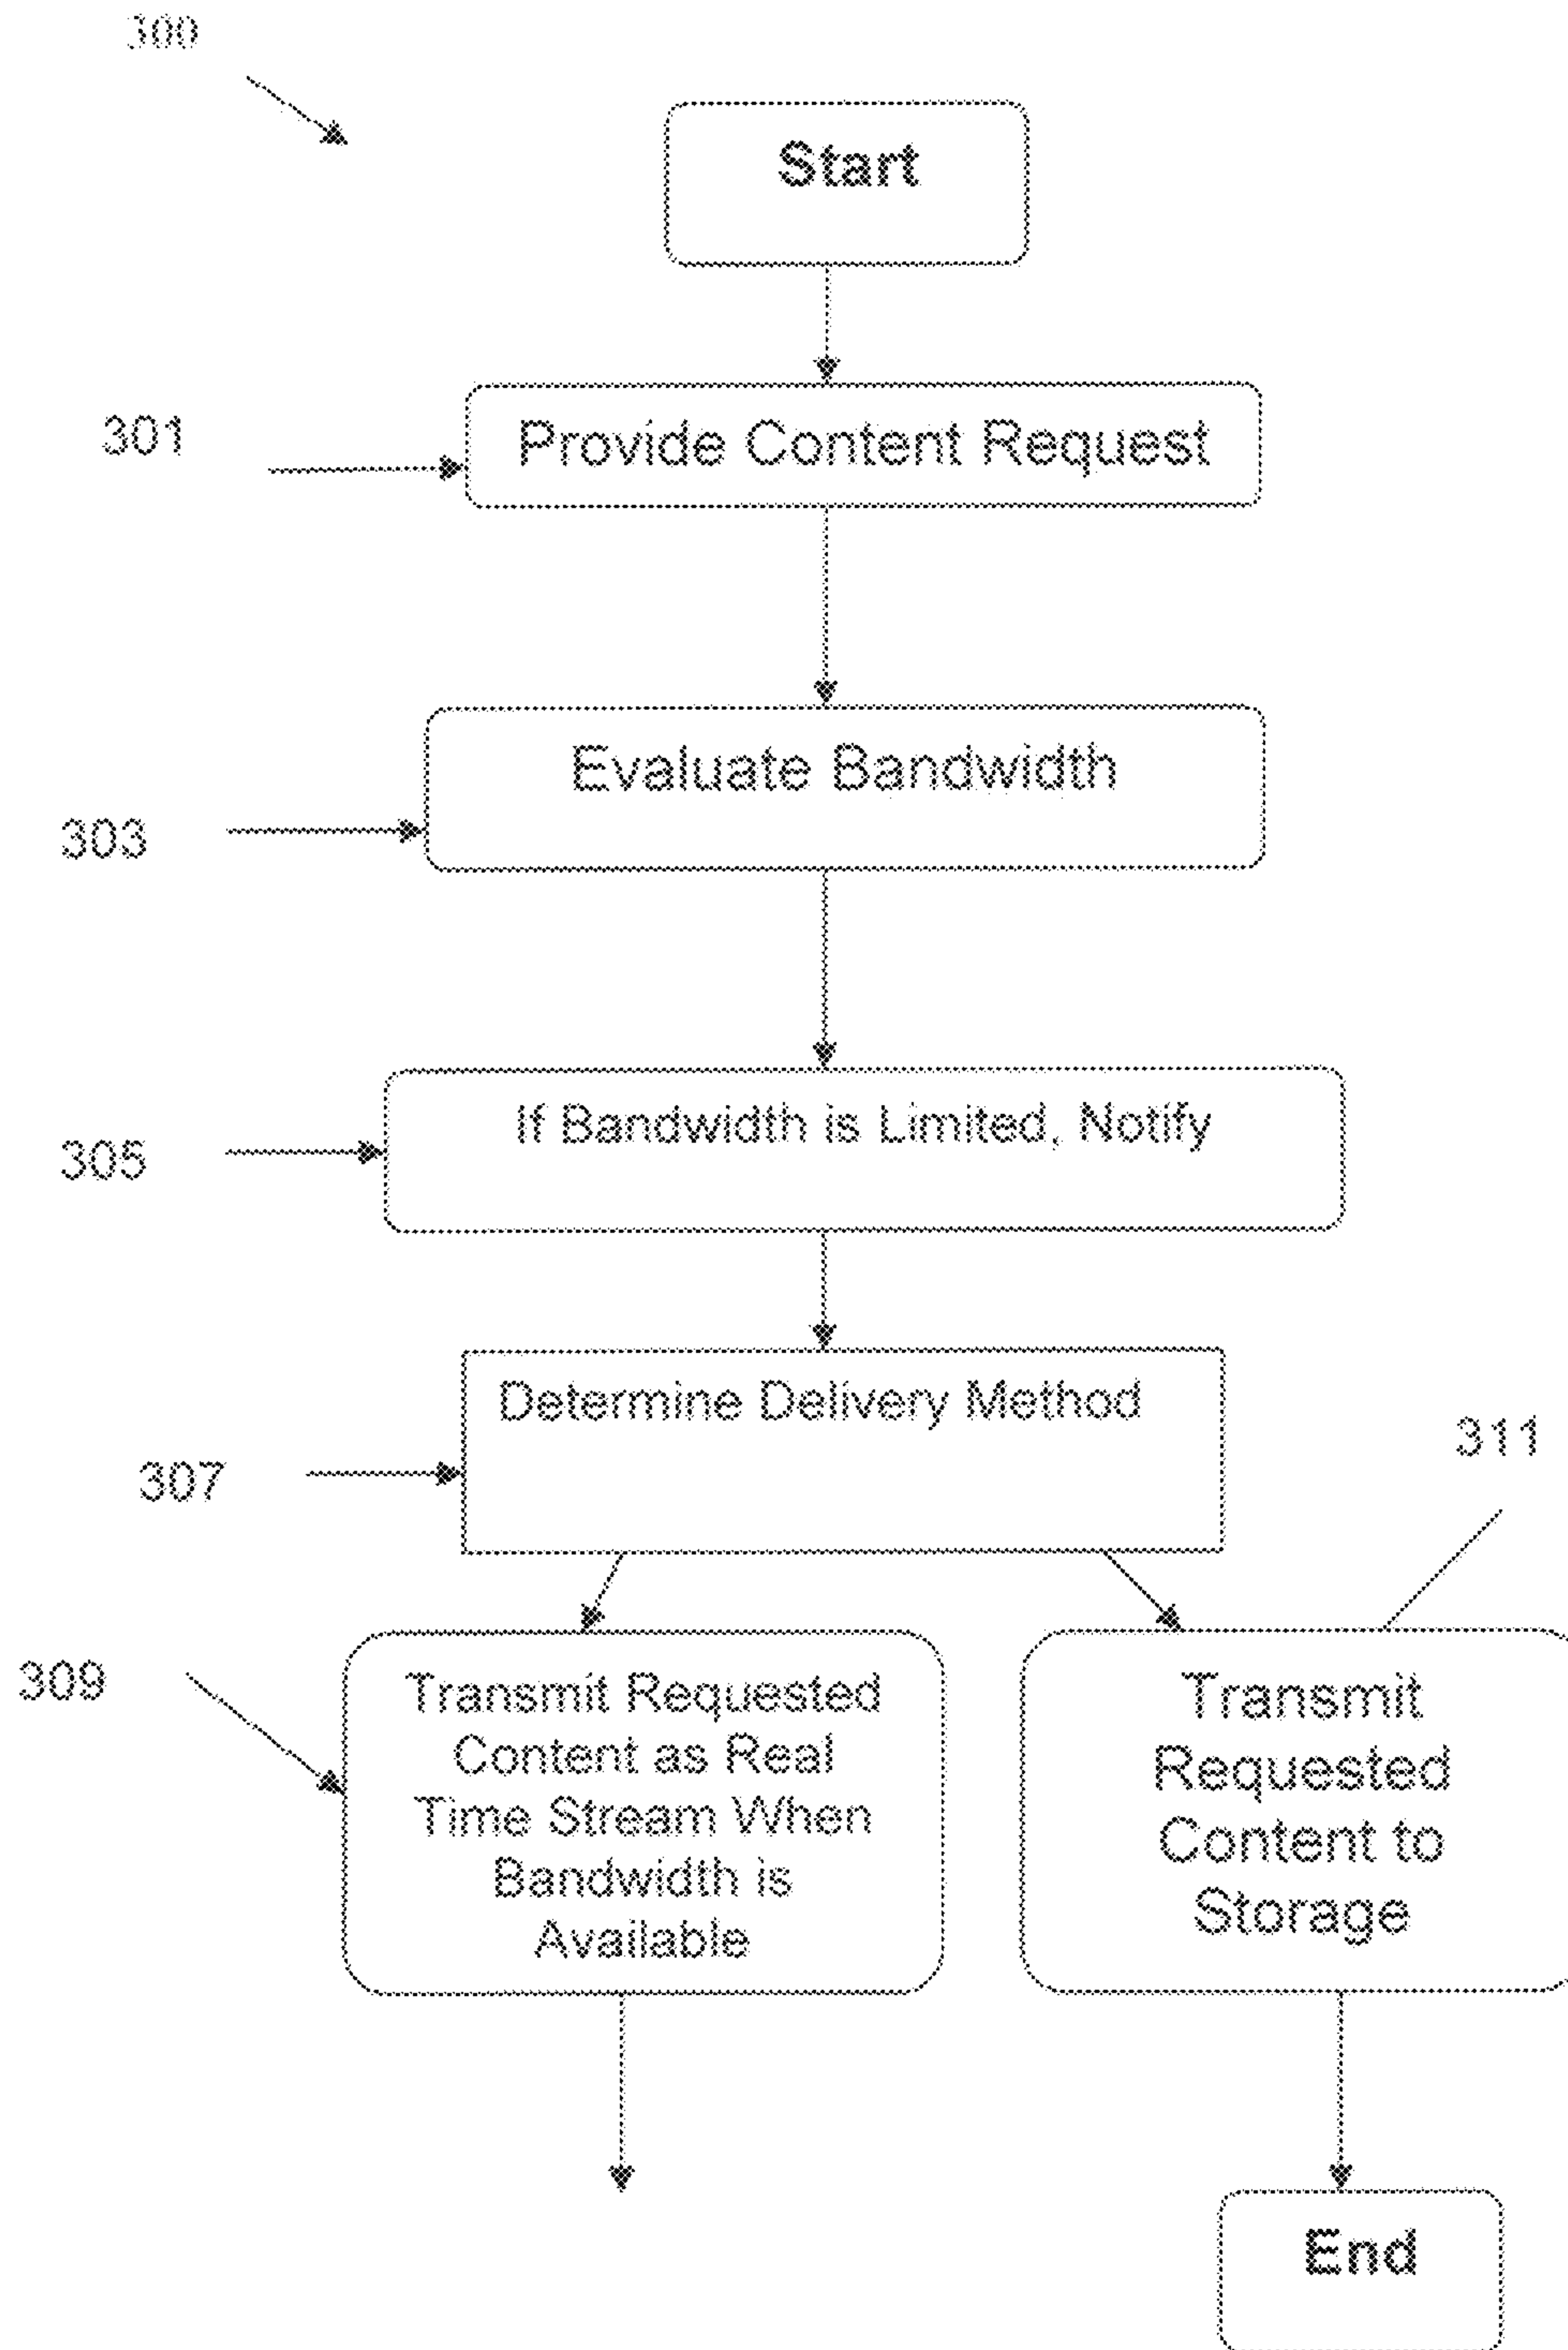 300
Start
301
Provide Content Request
Evaluate Bandwidth
303
If Bandwidth is Limited, Notify
305
Determine Delivery Method
307
311
309
Transmit Requested
Content as Real
Time Stream When
Bandwidth is
Available
Transmit
Requested
Content to
Storage
End